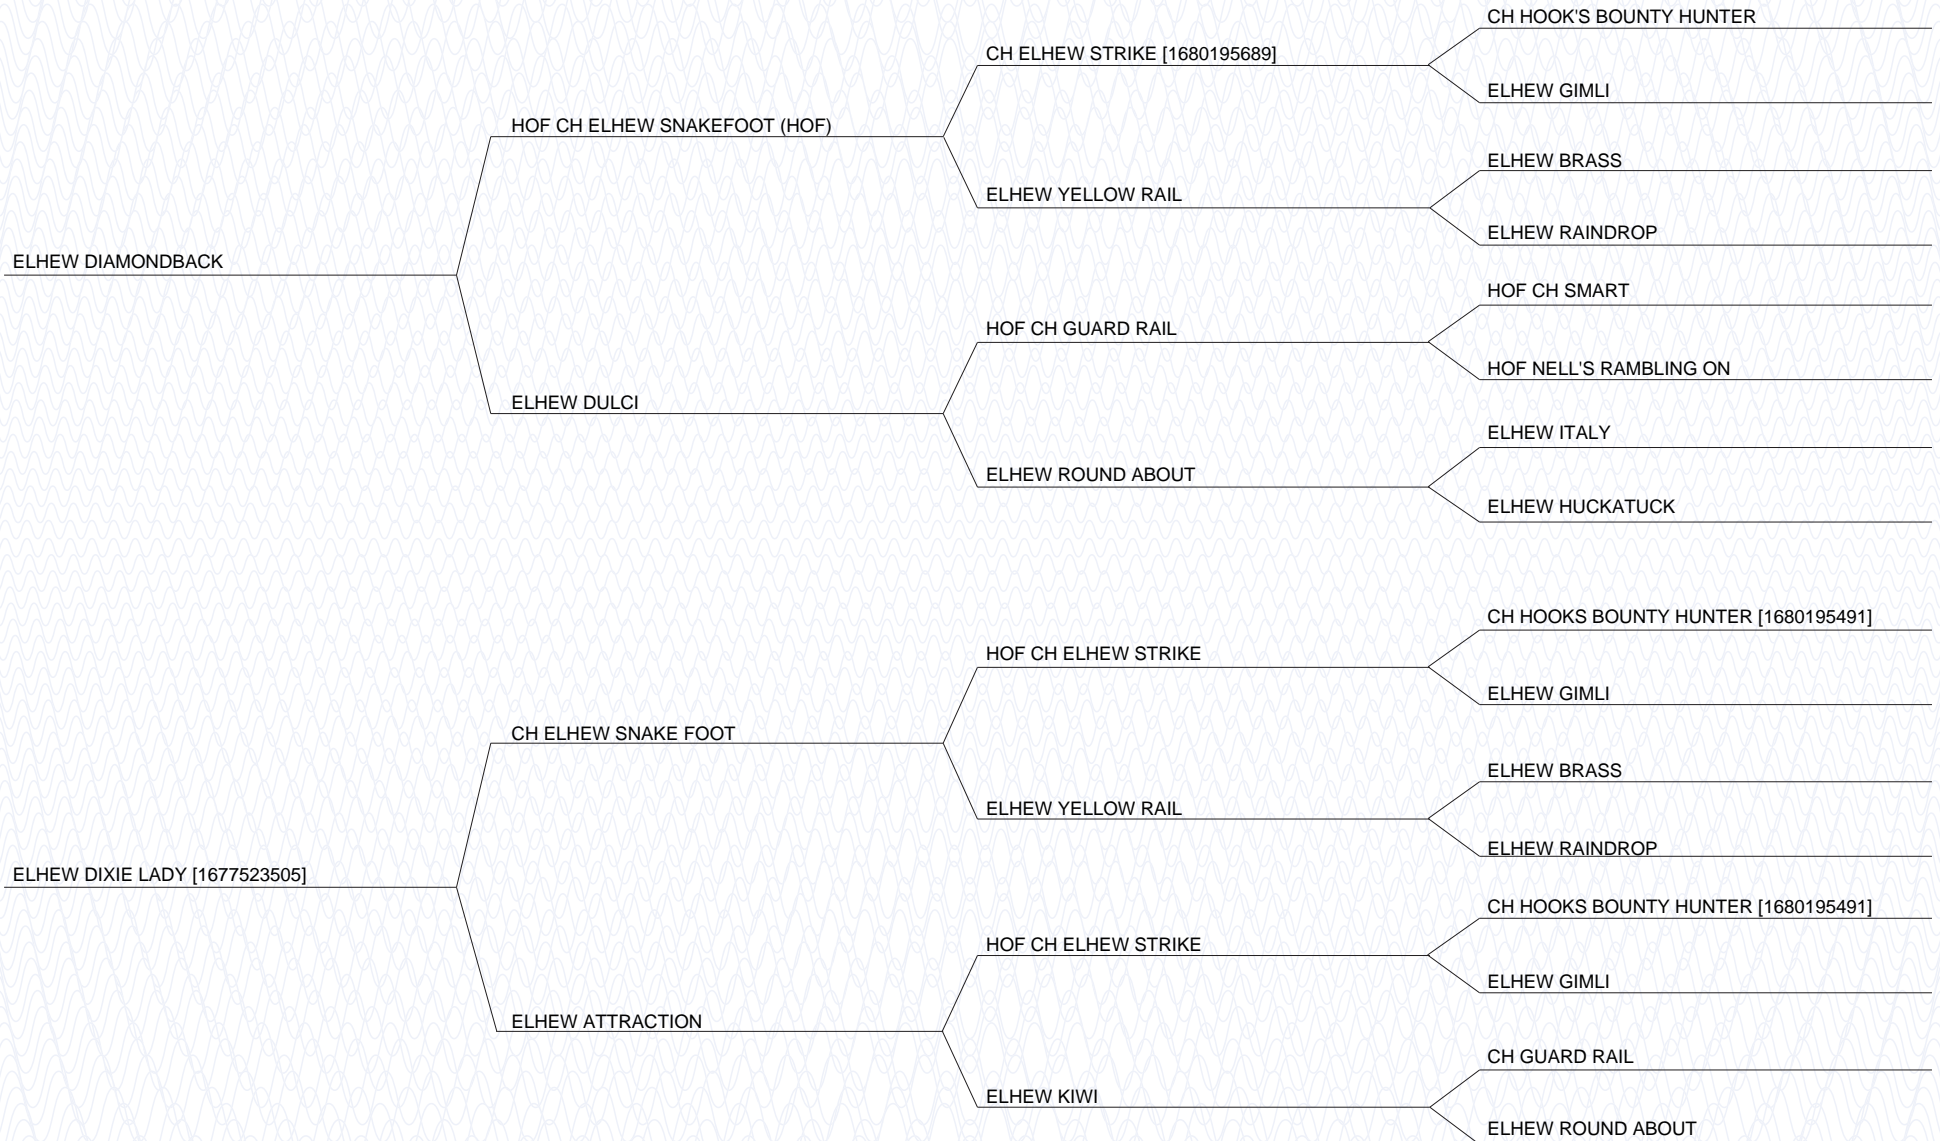 CH HOOK'S BOUNTY HUNTER
CH ELHEW STRIKE [1680195689]
ELHEW GIMLI
HOF CH ELHEW SNAKEFOOT (HOF)
ELHEW BRASS
ELHEW YELLOW RAIL
ELHEW RAINDROP
ELHEW DIAMONDBACK
HOF CH SMART
HOF CH GUARD RAIL
HOF NELL'S RAMBLING ON
ELHEW DULCI
ELHEW ITALY
ELHEW ROUND ABOUT
ELHEW HUCKATUCK
CH HOOKS BOUNTY HUNTER [1680195491]
HOF CH ELHEW STRIKE
ELHEW GIMLI
CH ELHEW SNAKE FOOT
ELHEW BRASS
ELHEW YELLOW RAIL
ELHEW RAINDROP
ELHEW DIXIE LADY [1677523505]
CH HOOKS BOUNTY HUNTER [1680195491]
HOF CH ELHEW STRIKE
ELHEW GIMLI
ELHEW ATTRACTION
CH GUARD RAIL
ELHEW KIWI
ELHEW ROUND ABOUT